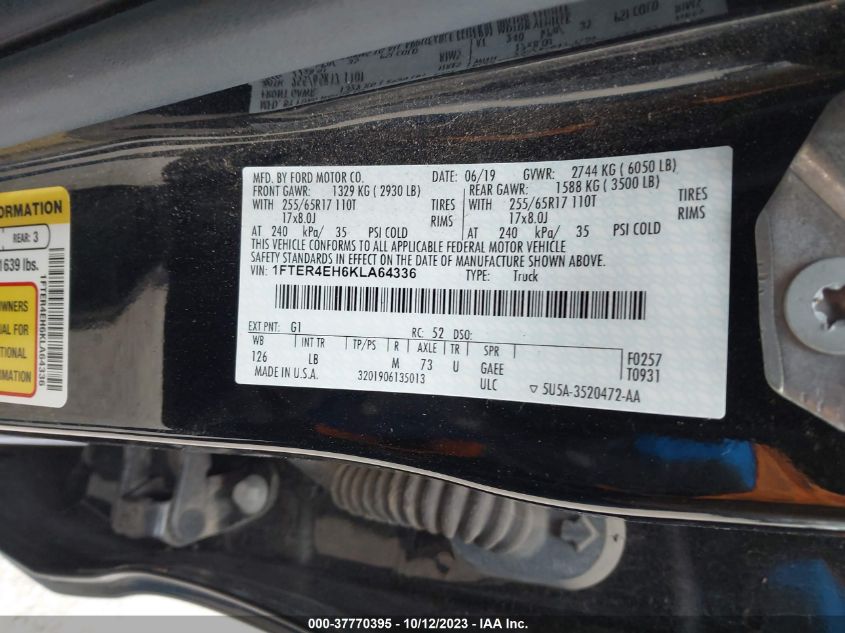 MFD. BY FORD MOTOR CO. DATE: 06/19 GVWR: 2744 KG ( 6050 LB)
FRONT GAWR: 1329 KG ( 2930 LB) REAR GAWR: 1588 KG ( 3500 LB)
WITH 255/65R17 110T TIRES WITH 255/65R17 110T TIRES
17x8.0J RIMS 17x8.0J RIMS
AT 240 kPa/ 35 PSI COLD AT 240 kPa/ 35 PSI COLD
THIS VEHICLE CONFORMS TO ALL APPLICABLE FEDERAL MOTOR VEHICLE
SAFETY STANDARDS IN EFFECT ON THE DATE OF MANUFACTURE SHOWN ABOVE.
VIN: 1FTER4EH6KLA64336 TYPE: Truck
EXT PNT: G1 RC: 52 DSO:
WB INT TR TP/PS R AXLE TR SPR
126 LB M 73 U GAEE F0257
MADE IN U.S.A. 3201906135013 ULC T0931
▽ 5U5A-3520472-AA
ORMATION
REAR: 3
1639 lbs.
WNERS
IAL FOR
TIONAL
RMATION
1FTER4EH6KLA64336
000-37770395 - 10/12/2023 - IAA Inc.